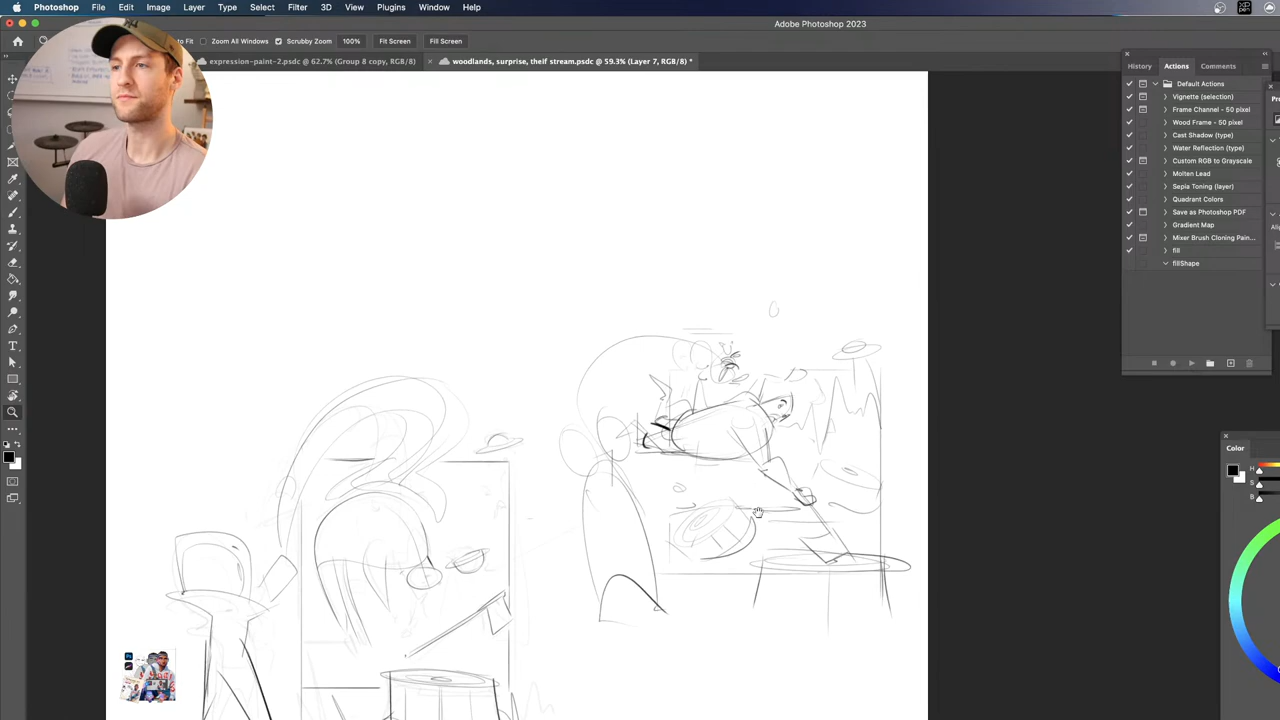 Photoshop File Edit Image Layer Type Select Filter 3D View Plugins Window Help
Adobe Photoshop 2023
to Fit Zoom All Windows Scrubby Zoom 100% Fit Screen Fill Screen
expression-paint-2.psdc @ 62.7% (Group 8 copy, RGB/8)
woodlands, surprise, theif stream.psdc @ 59.3% (Layer 7, RGB/8) *
History Actions Comments
Default Actions
Vignette (selection)
Frame Channel - 50 pixel
Wood Frame - 50 pixel
Cast Shadow (type)
Water Reflection (type)
Custom RGB to Grayscale
Molten Lead
Sepia Toning (layer)
Quadrant Colors
Save as Photoshop PDF
Gradient Map
Mixer Brush Cloning Pain...
fill
fillShape
Color
H
S
B